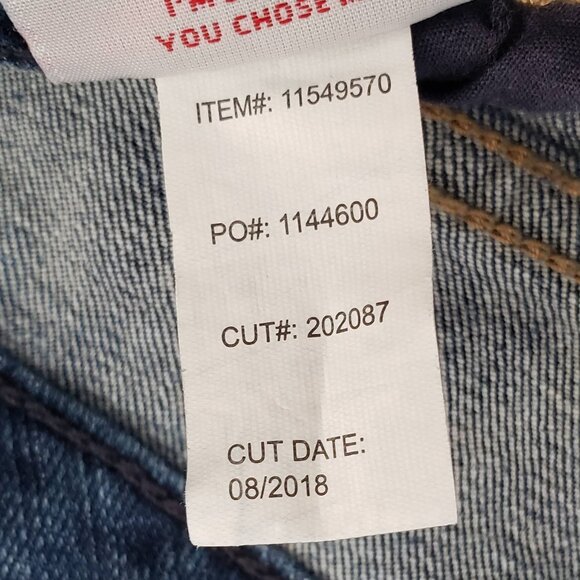 YOU CHOSE
ITEM#: 11549570
PO#: 1144600
CUT#: 202087
CUT DATE:
08/2018